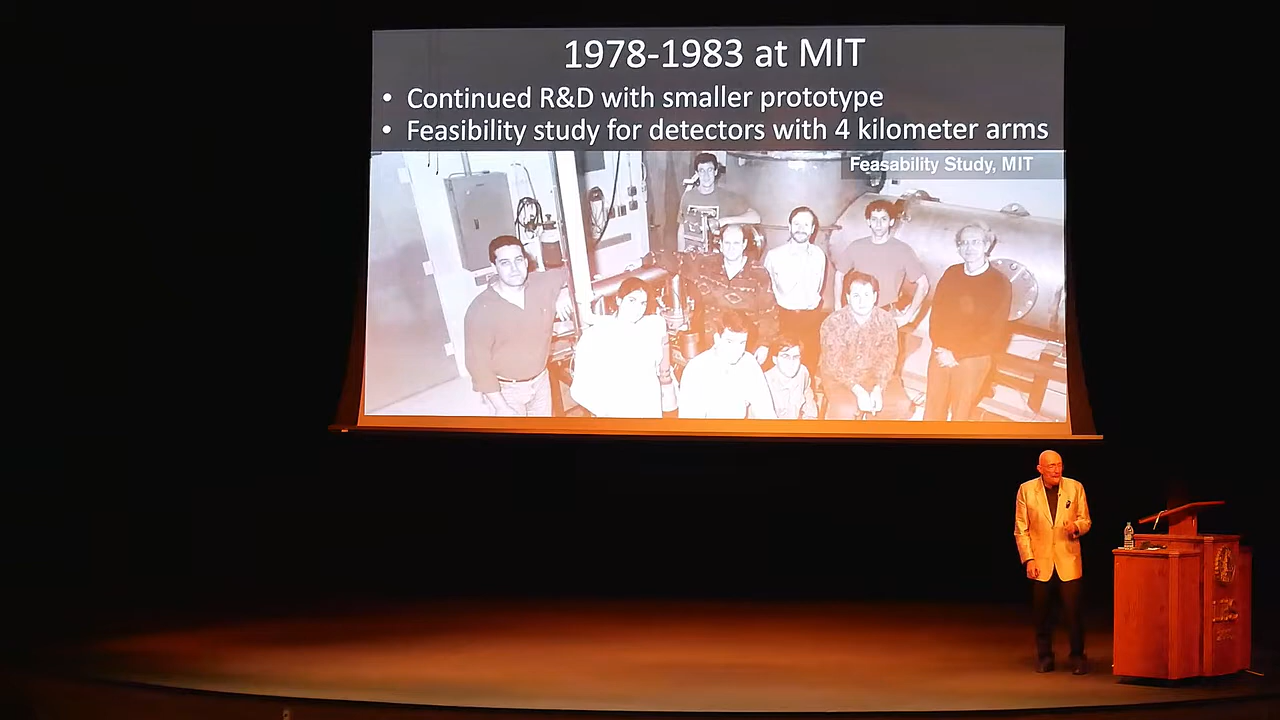 1978-1983 at MIT
• Continued R&D with smaller prototype
• Feasibility study for detectors with 4 kilometer arms
Feasability Study, MIT